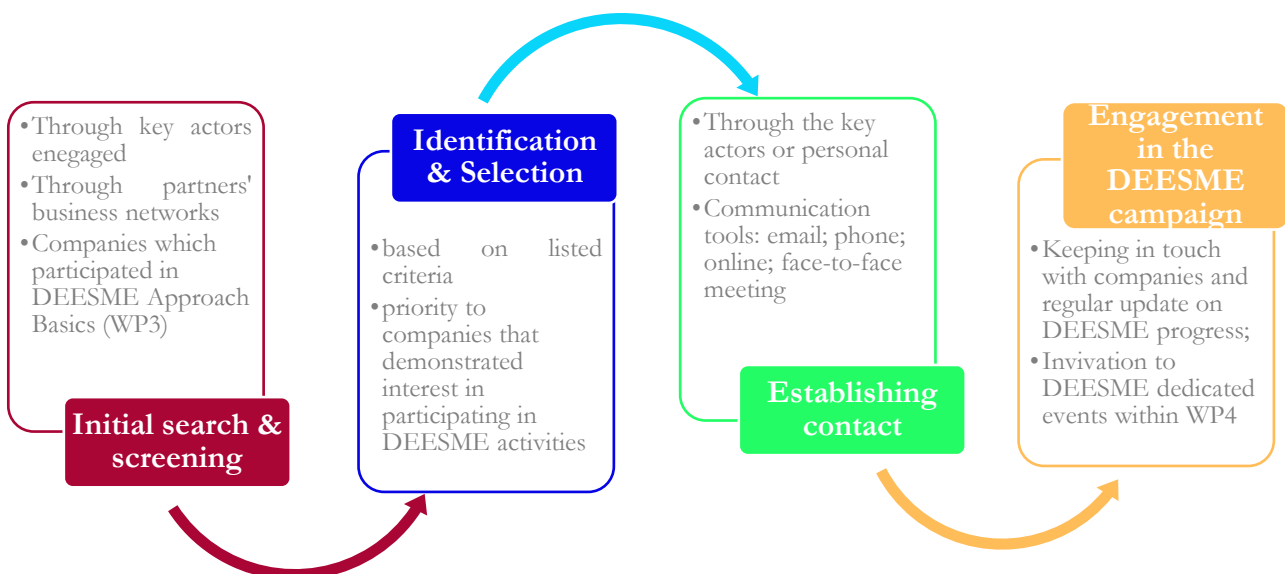 •Through key actors
enegaged
•Through partners'
business networks
•Companies which
participated in
DEESME Approach
Basics (WP3)
Initial search &
screening
Identification
& Selection
•based on listed
criteria
•priority to
companies that
demonstrated
interest in
participating in
DEESME activities
•Through the key
actors or personal
contact
•Communication
tools: email; phone;
online; face-to-face
meeting
Establishing
contact
Engagement
in the
DEESME
campaign
•Keeping in touch
with companies and
regular update on
DEESME progress;
•Invivation to
DEESME dedicated
events within WP4